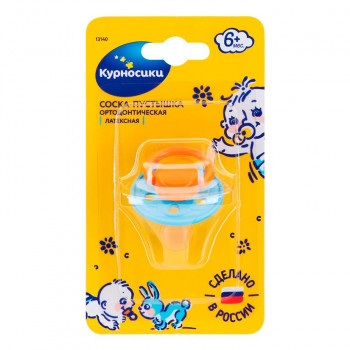 13140
6+ мес.
Курносики
СОСКА ПУСТЫШКА
ОРТОДОНТИЧЕСКАЯ
ЛАТЕКСНАЯ
СДЕЛАНО
В РОССИИ